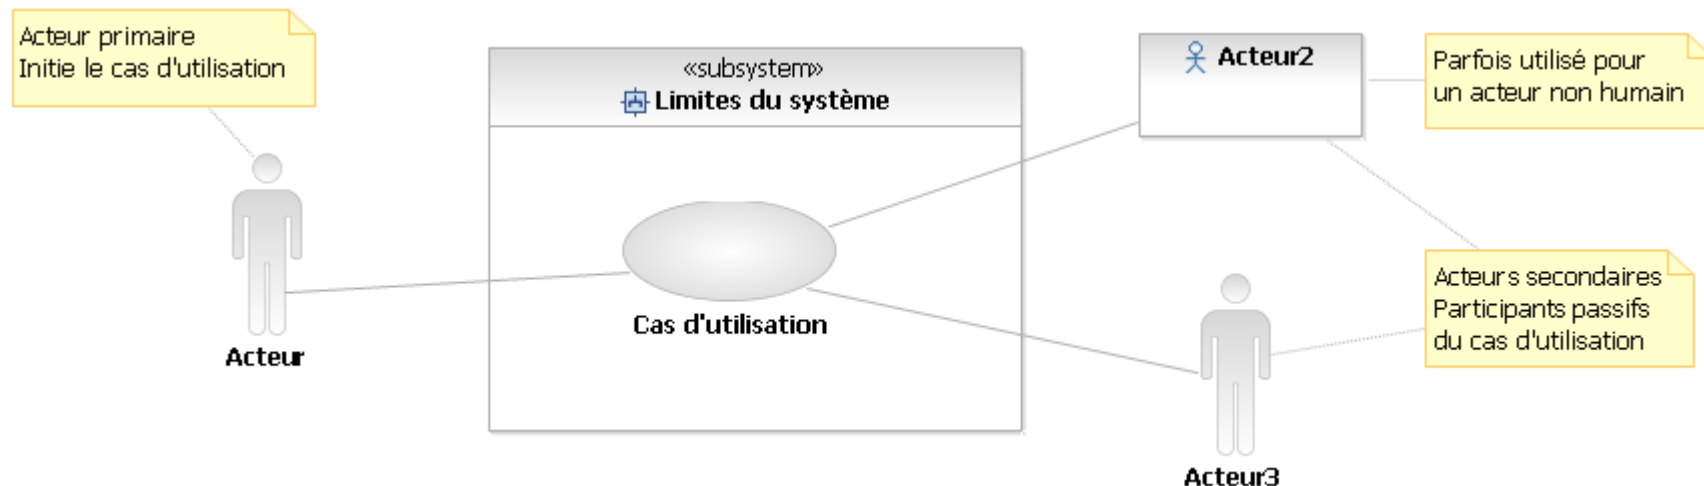 Acteur primaire
Initie le cas d'utilisation
«subsystem»
Limites du système
Acteur2
Parfois utilisé pour
un acteur non humain
Cas d'utilisation
Acteur
Acteurs secondaires
Participants passifs
du cas d'utilisation
Acteur3